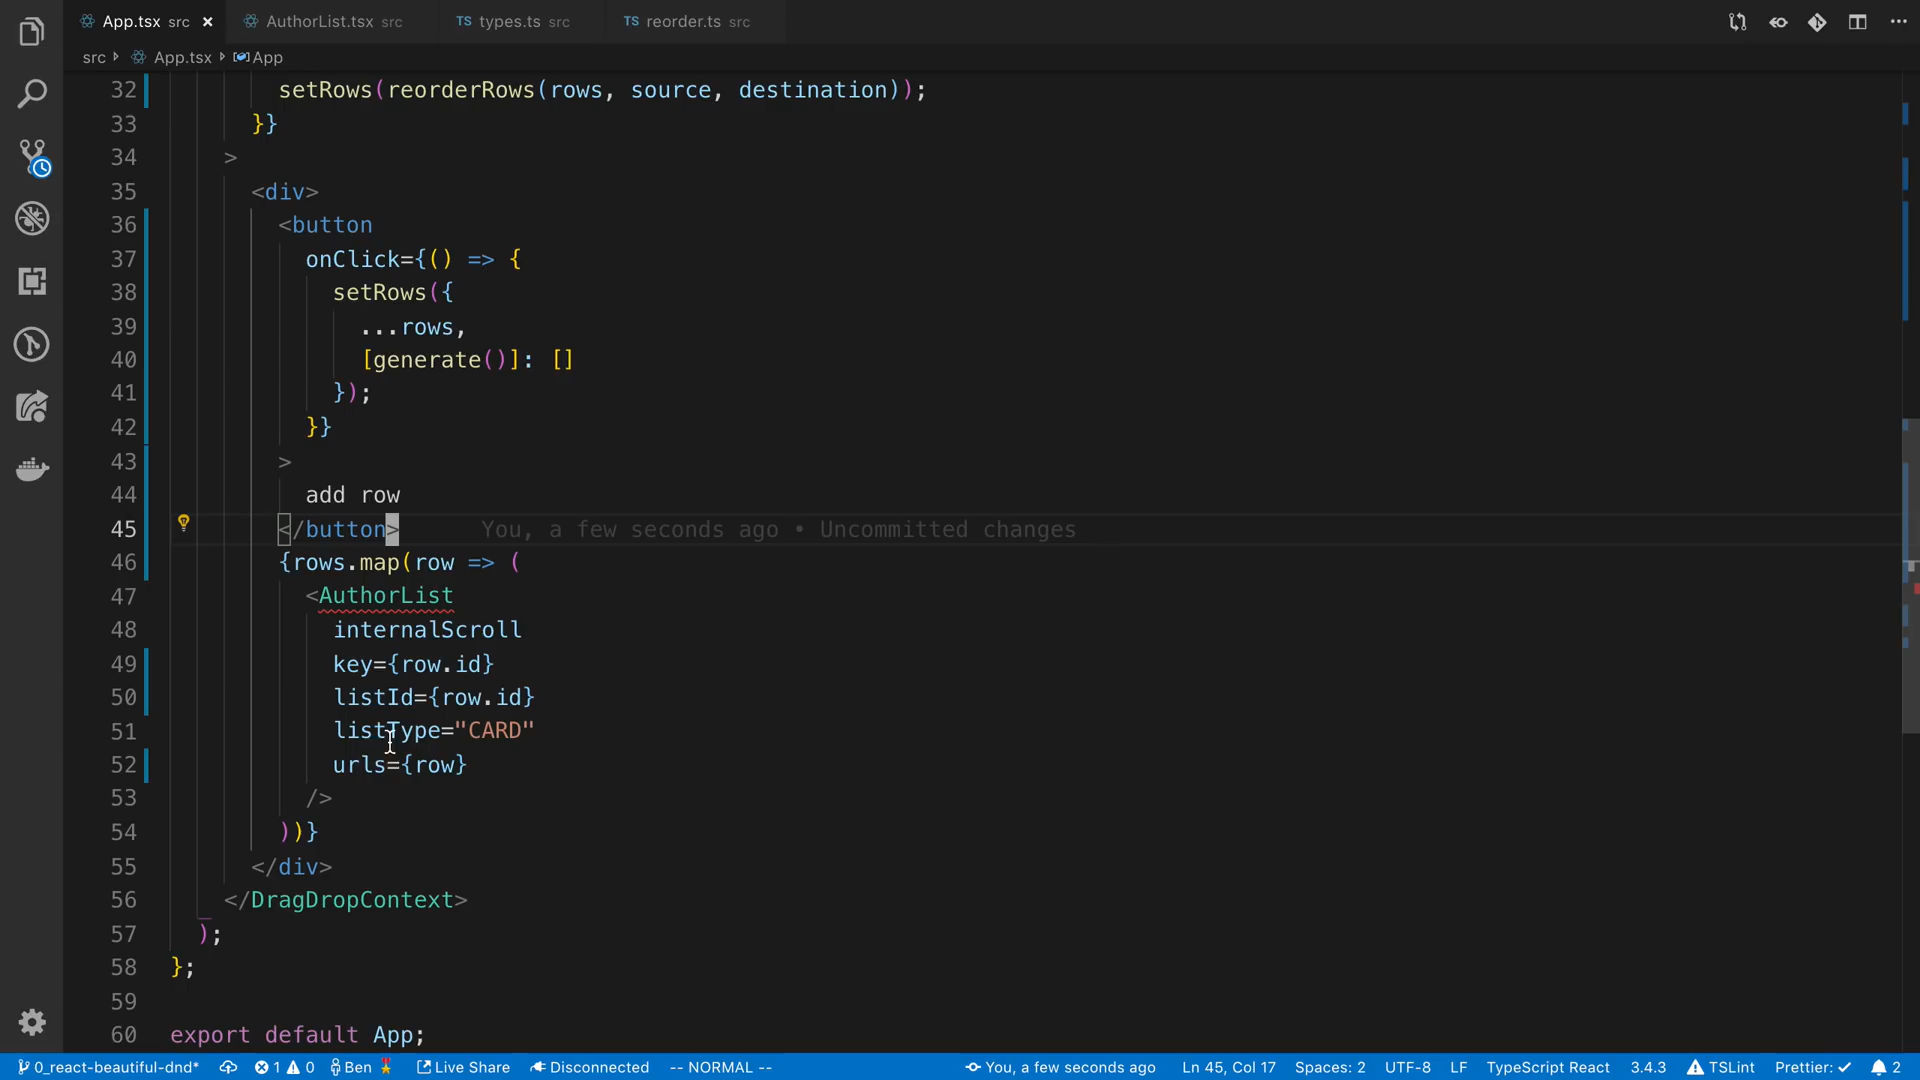 App.tsx src × AuthorList.tsx src TS types.ts src TS reorder.ts src
src App.tsx App
32 setRows(reorderRows(rows, source, destination));
33 }}
34 >
35 <div>
36 <button
37 onClick={() => {
38 setRows({
39 ...rows,
40 [generate()]: []
41 });
42 }}
43 >
44 add row
45 </button> You, a few seconds ago • Uncommitted changes
46 {rows.map(row => (
47 <AuthorList
48 internalScroll
49 key={row.id}
50 listId={row.id}
51 listType="CARD"
52 urls={row}
53 />
54 ))}
55 </div>
56 </DragDropContext>
57 );
58 };
59
60 export default App;
0_react-beautiful-dnd* 1 0 Ben Live Share Disconnected -- NORMAL -- You, a few seconds ago Ln 45, Col 17 Spaces: 2 UTF-8 LF TypeScript React 3.4.3 TSLint Prettier: ✓ 2